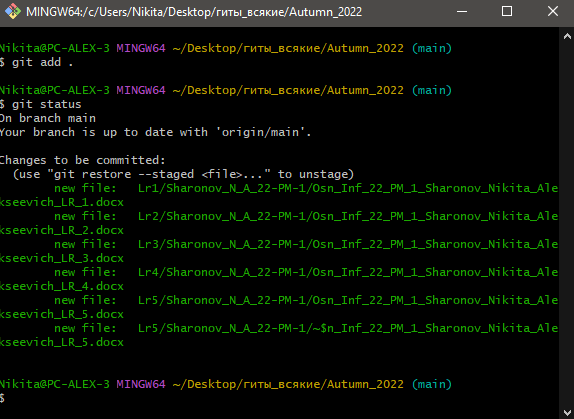 MINGW64:/c/Users/Nikita/Desktop/гиты_всякие/Autumn_2022
Nikita@PC-ALEX-3 MINGW64 ~/Desktop/гиты_всякие/Autumn_2022 (main)
$ git add .
Nikita@PC-ALEX-3 MINGW64 ~/Desktop/гиты_всякие/Autumn_2022 (main)
$ git status
On branch main
Your branch is up to date with 'origin/main'.
Changes to be committed:
(use "git restore --staged <file>..." to unstage)
new file: Lr1/Sharonov_N_A_22-PM-1/Osn_Inf_22_PM_1_Sharonov_Nikita_Ale
kseevich_LR_1.docx
new file: Lr2/Sharonov_N_A_22-PM-1/Osn_Inf_22_PM_1_Sharonov_Nikita_Ale
kseevich_LR_2.docx
new file: Lr3/Sharonov_N_A_22-PM-1/Osn_Inf_22_PM_1_Sharonov_Nikita_Ale
kseevich_LR_3.docx
new file: Lr4/Sharonov_N_A_22-PM-1/Osn_Inf_22_PM_1_Sharonov_Nikita_Ale
kseevich_LR_4.docx
new file: Lr5/Sharonov_N_A_22-PM-1/Osn_Inf_22_PM_1_Sharonov_Nikita_Ale
kseevich_LR_5.docx
new file: Lr5/Sharonov_N_A_22-PM-1/~$n_Inf_22_PM_1_Sharonov_Nikita_Ale
kseevich_LR_5.docx
Nikita@PC-ALEX-3 MINGW64 ~/Desktop/гиты_всякие/Autumn_2022 (main)
$